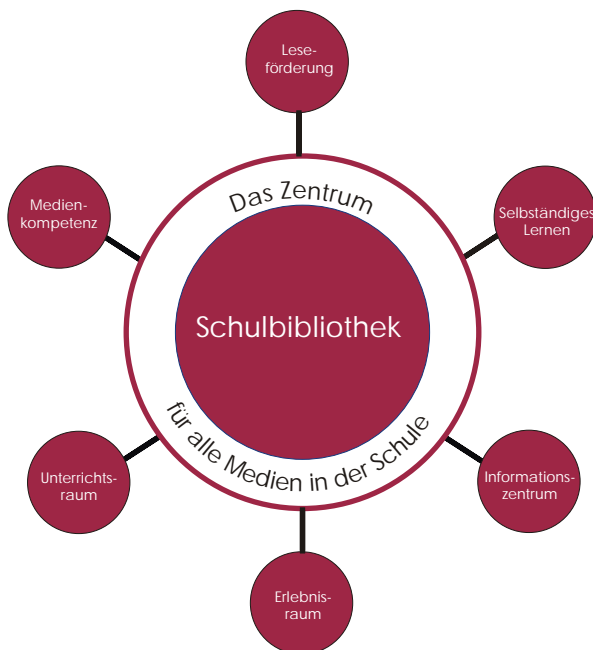 Lese-
förderung
Das Zentrum
Medien-
kompetenz
Selbständiges
Lernen
Schulbibliothek
für alle Medien in der Schule
Unterrichts-
raum
Informations-
zentrum
Erlebnis-
raum